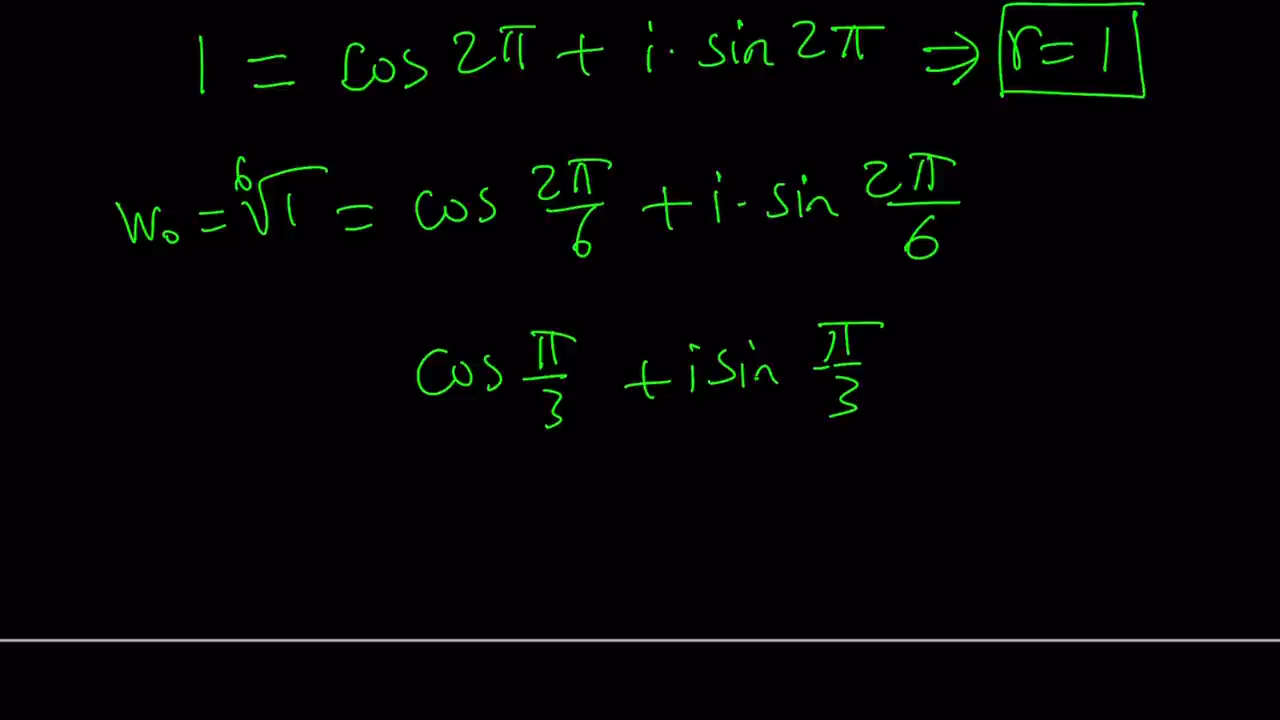 1 = cos 2π + i · sin 2π ⇒ r = 1
w₀ = ⁶√1 = cos 2π/6 + i · sin 2π/6
cos π/3 + i sin π/3